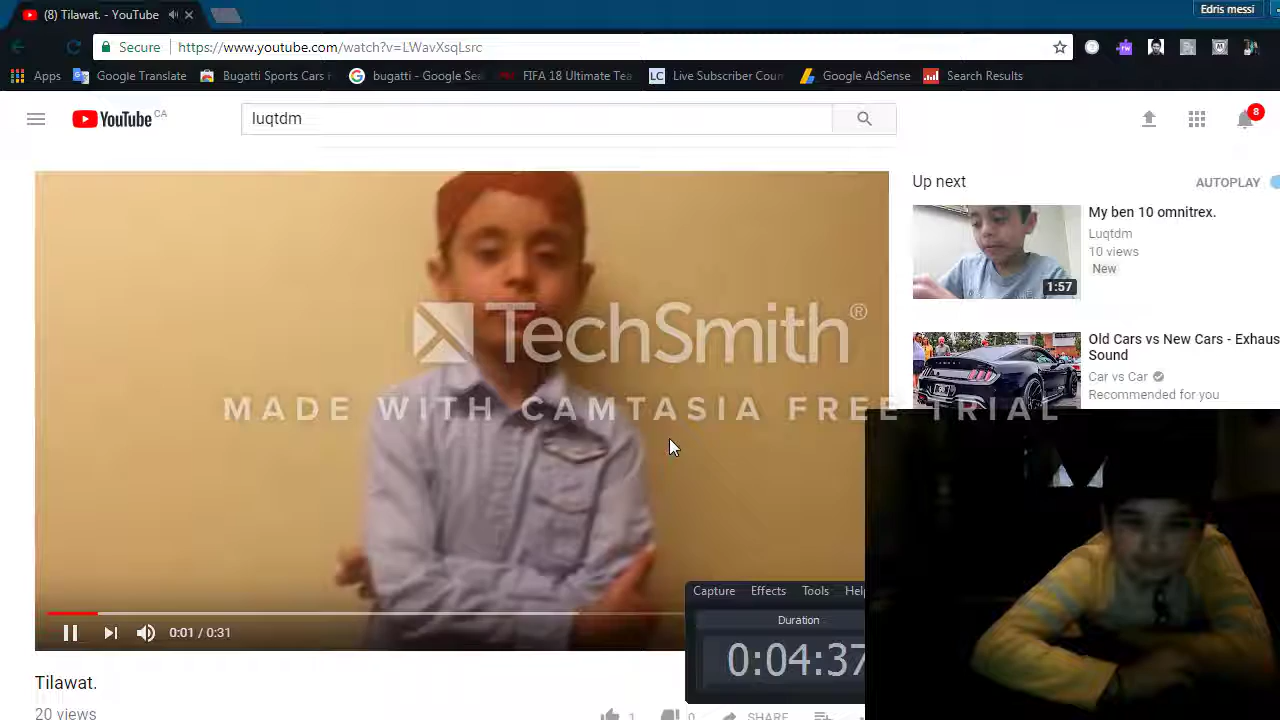 (8) Tilawat. - YouTube
Edris messi
Secure https://www.youtube.com/watch?v=LWavXsqLsrc
Apps Google Translate Bugatti Sports Cars bugatti - Google Sea FIFA 18 Ultimate Tea LC Live Subscriber Coun Google AdSense Search Results
YouTube CA
luqtdm
8
Up next
AUTOPLAY
My ben 10 omnitrex.
Luqtdm
10 views
New
1:57
Old Cars vs New Cars - Exhaus
Sound
Car vs Car
Recommended for you
TechSmith®
MADE WITH CAMTASIA FREE TRIAL
Capture Effects Tools Hel
Duration
0:04:37
0:01 / 0:31
Tilawat.
20 views
1 0 SHARE